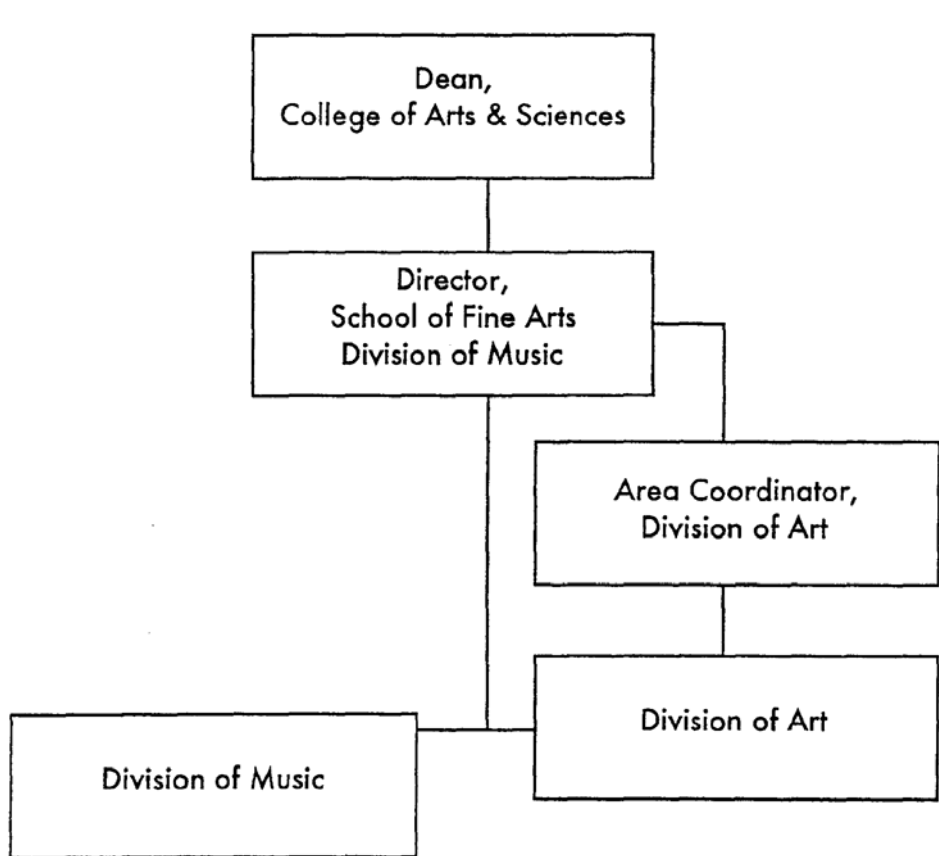 Dean,
College of Arts & Sciences
Director,
School of Fine Arts
Division of Music
Area Coordinator,
Division of Art
Division of Art
Division of Music